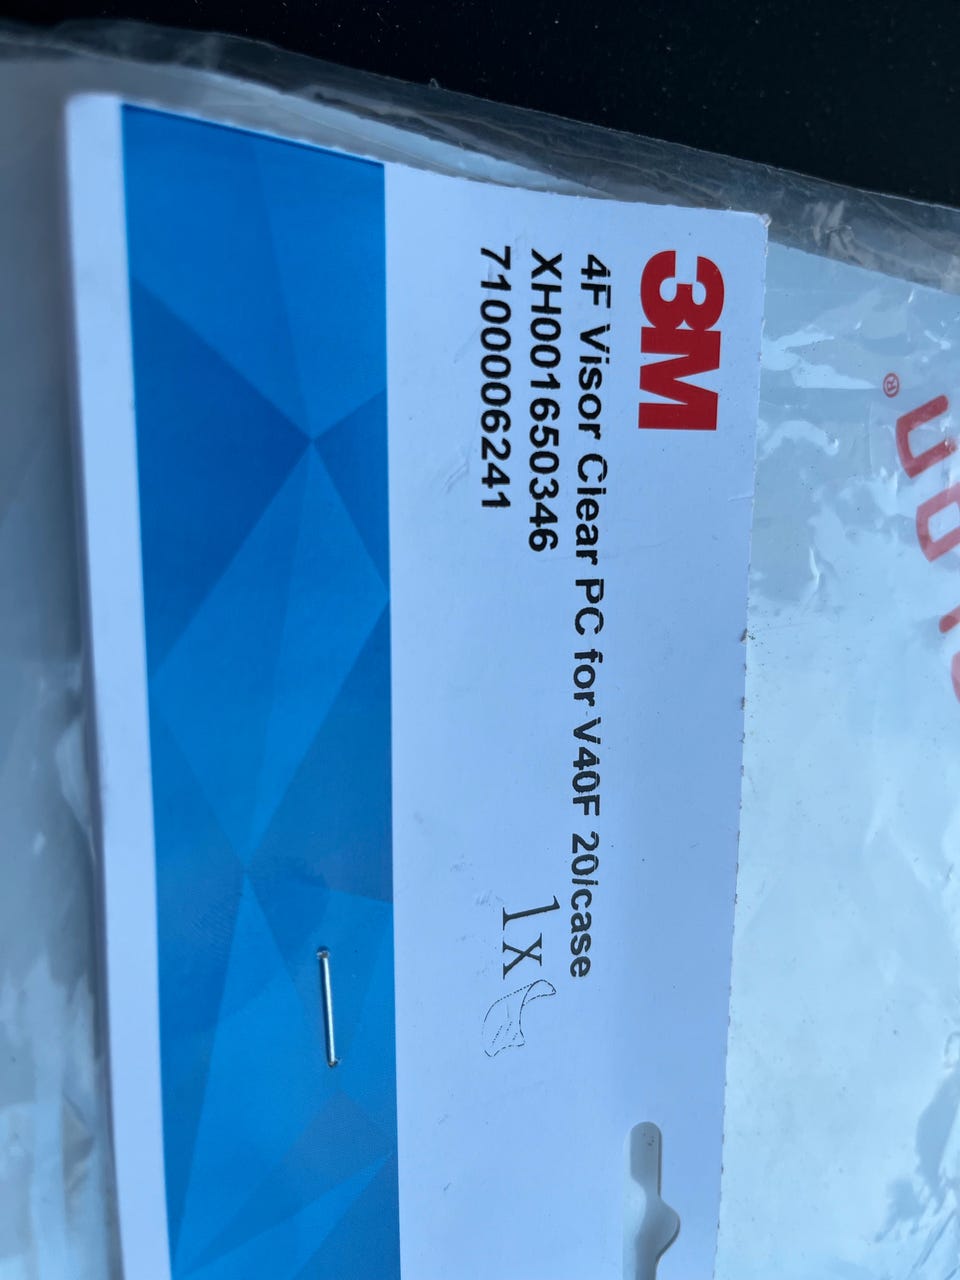 3M
4F Visor Clear PC for V40F 20/case
XH001650346
7100006241
1x